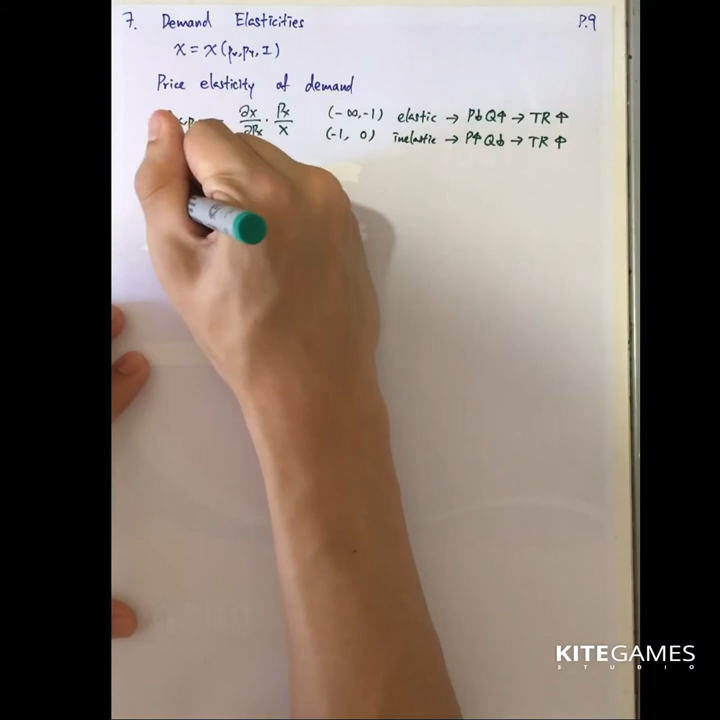 7. Demand Elasticities P.9
x = x(Px, Py, I)
Price elasticity of demand
∂x/∂Px · Px/x (-∞, -1) elastic → P↓ Q↑ → TR ↑
(-1, 0) inelastic → P↑ Q↓ → TR ↑
KITEGAMES
STUDIO